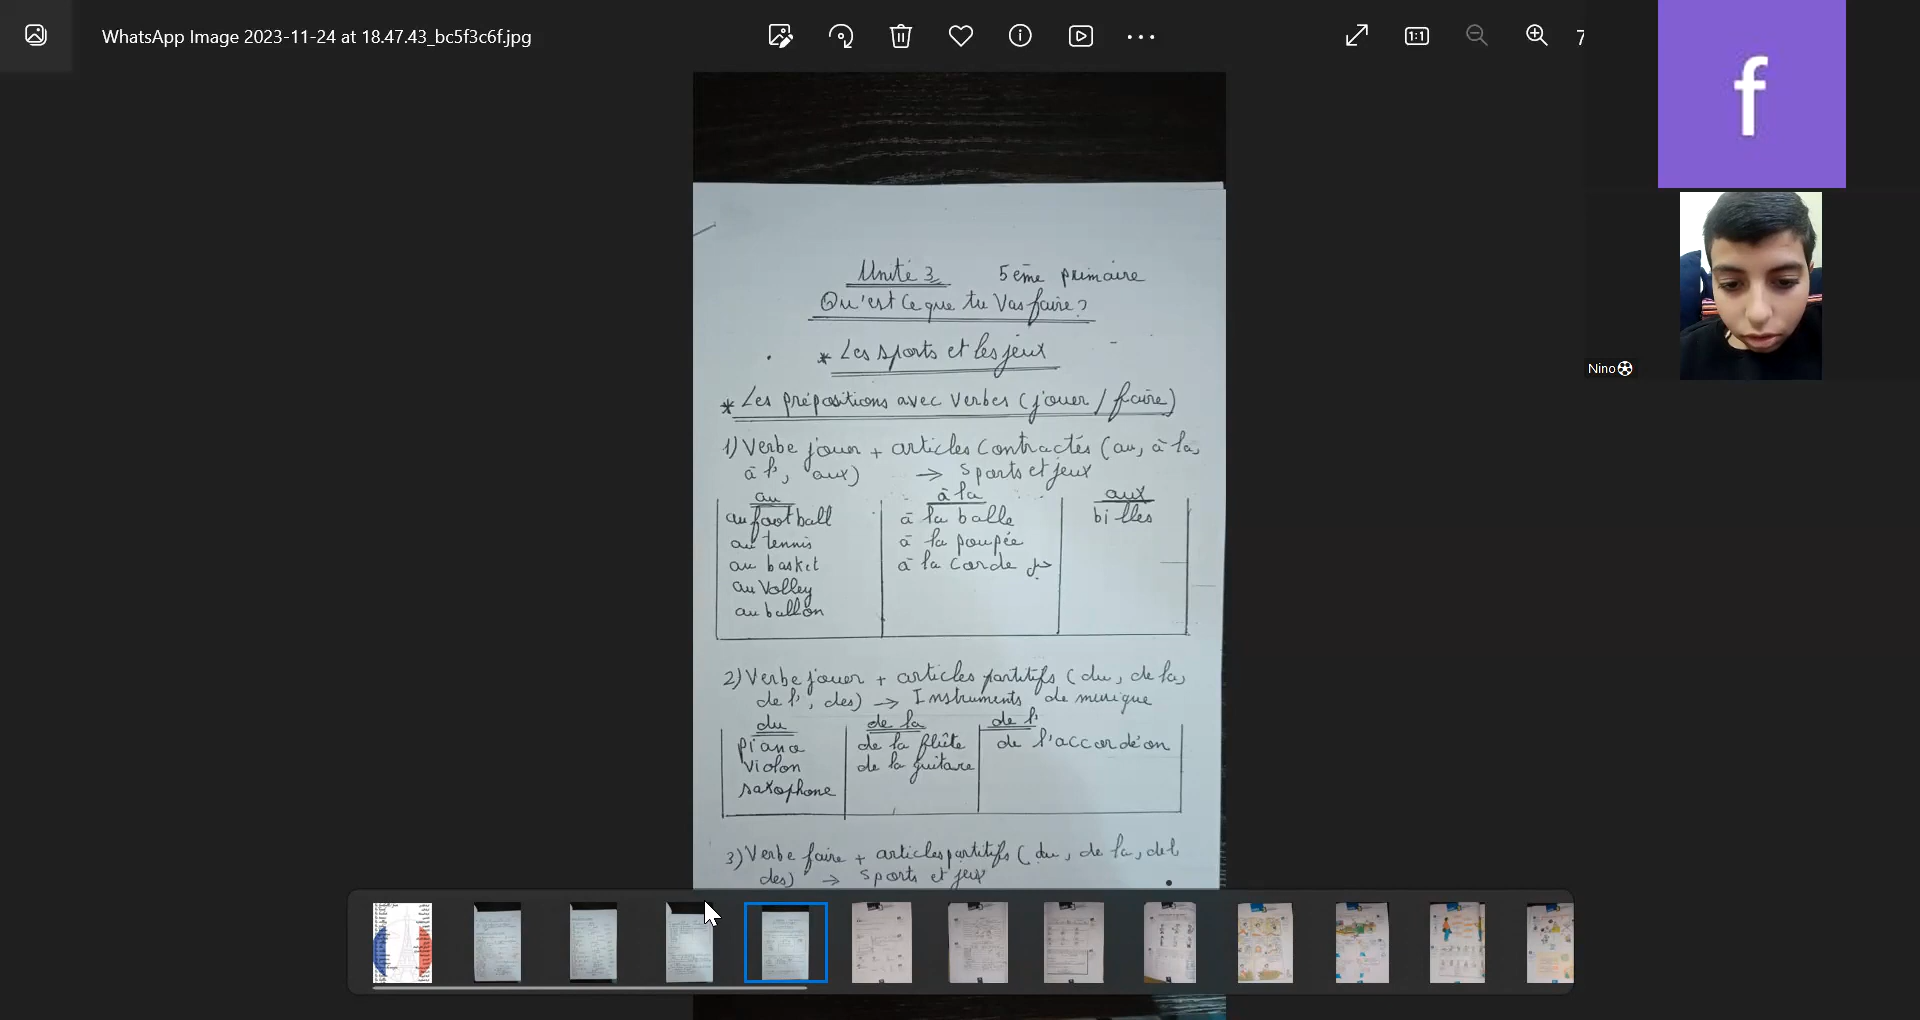 WhatsApp Image 2023-11-24 at 18.47.43_bc5f3c6f.jpg
1:1
7
f
Nino
Unité 3 5ème primaire
Qu'est ce que tu vas faire?
* Les sports et les jeux
* Les prépositions avec verbes (jouer / faire)
1) Verbe jouer + articles contractés (au, à la,
à l', aux) → sports et jeux
au à la aux
au football à la balle billes
au tennis à la poupée
au basket à la corde
au volley
au ballon
2) Verbe jouer + articles partitifs (du, de la,
de l', des) → Instruments de musique
du de la de l'
piano de la flûte de l'accordéon
violon de la guitare
saxophone
3) Verbe faire + articles partitifs (du, de la, de l
des) → sports et jeux